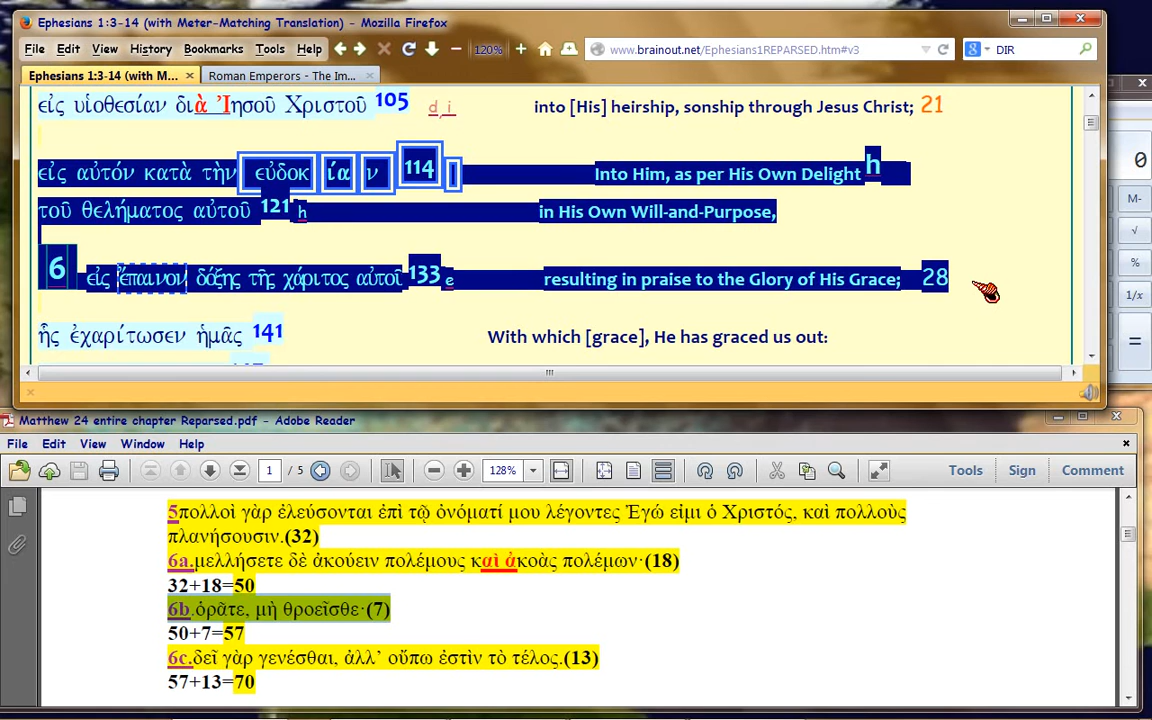 Ephesians 1:3-14 (with Meter-Matching Translation) - Mozilla Firefox
File Edit View History Bookmarks Tools Help 120% www.brainout.net/Ephesians1REPARSED.htm#v3 DIR
Ephesians 1:3-14 (with M... × Roman Emperors - The Im... ×
εἰς υἱοθεσίαν διὰ Ἰησοῦ Χριστοῦ 105 d i into [His] heirship, sonship through Jesus Christ; 21
εἰς αὐτόν κατὰ τὴν εὐδοκίαν 114 Into Him, as per His Own Delight h
τοῦ θελήματος αὐτοῦ 121 h in His Own Will-and-Purpose,
6 εἰς ἔπαινον δόξης τῆς χάριτος αὐτοῦ 133 e resulting in praise to the Glory of His Grace; 28
ἧς ἐχαρίτωσεν ἡμᾶς 141 With which [grace], He has graced us out:
0
M-
√
%
1/x
=
Matthew 24 entire chapter Reparsed.pdf - Adobe Reader
File Edit View Window Help
1 / 5 128% Tools Sign Comment
5πολλοὶ γὰρ ἐλεύσονται ἐπὶ τῷ ὀνόματί μου λέγοντες Ἐγώ εἰμι ὁ Χριστός, καὶ πολλοὺς
πλανήσουσιν.(32)
6a.μελλήσετε δὲ ἀκούειν πολέμους καὶ ἀκοὰς πολέμων·(18)
32+18=50
6b.ὁρᾶτε, μὴ θροεῖσθε·(7)
50+7=57
6c.δεῖ γὰρ γενέσθαι, ἀλλ’ οὔπω ἐστὶν τὸ τέλος.(13)
57+13=70